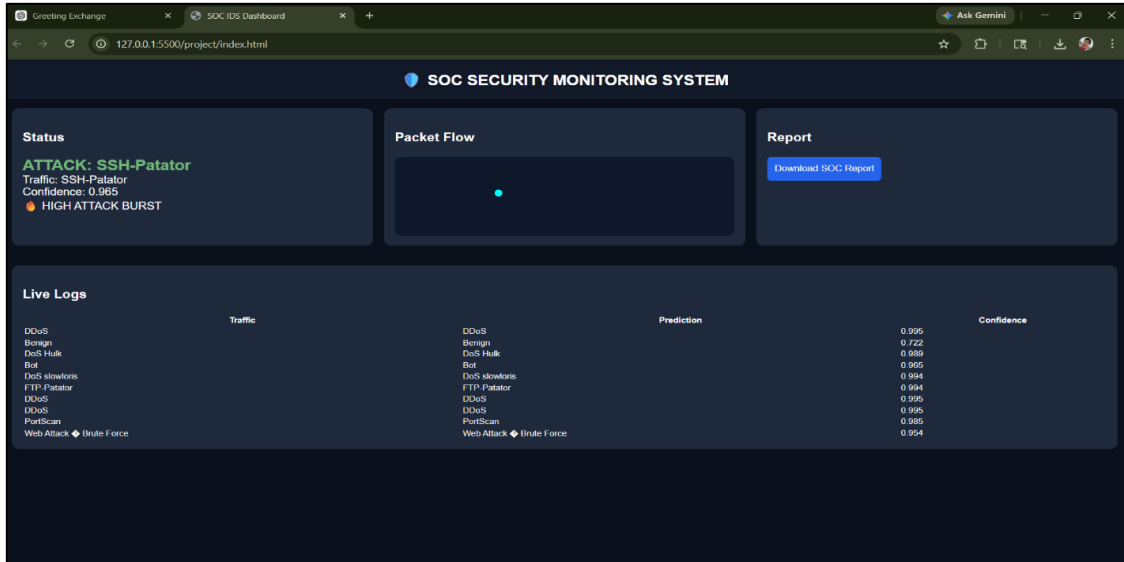 Greeting Exchange
SOC IDS Dashboard
Ask Gemini
127.0.0.1:5500/project/index.html
SOC SECURITY MONITORING SYSTEM
Status
ATTACK: SSH-Patator
Traffic: SSH-Patator
Confidence: 0.965
HIGH ATTACK BURST
Packet Flow
Report
Download SOC Report
Live Logs
Traffic Prediction Confidence
DDoS DDoS 0.995
Benign Benign 0.722
DoS Hulk DoS Hulk 0.989
Bot Bot 0.965
DoS slowloris DoS slowloris 0.994
FTP-Patator FTP-Patator 0.994
DDoS DDoS 0.995
DDoS DDoS 0.995
PortScan PortScan 0.985
Web Attack � Brute Force Web Attack � Brute Force 0.954